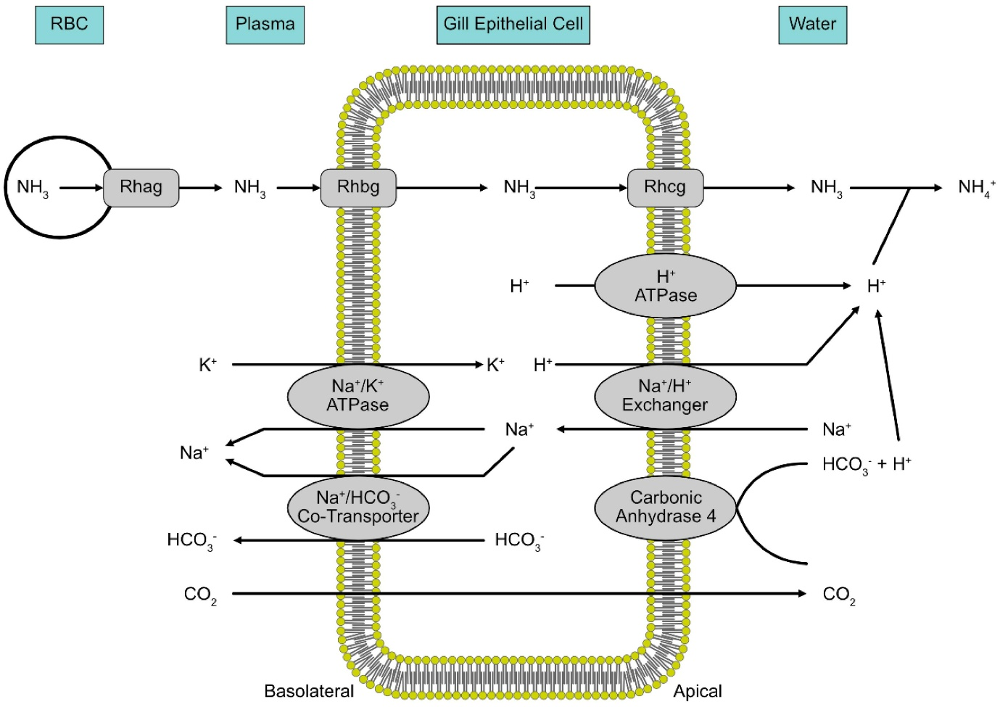 RBC
Plasma
Gill Epithelial Cell
Water
NH₃
Rhag
NH₃
Rhbg
NH₃
Rhcg
NH₃
NH₄⁺
H⁺
H⁺
ATPase
H⁺
K⁺
K⁺
H⁺
Na⁺/K⁺
ATPase
Na⁺/H⁺
Exchanger
Na⁺
Na⁺
Na⁺
HCO₃⁻ + H⁺
Na⁺/HCO₃⁻
Co-Transporter
Carbonic
Anhydrase 4
HCO₃⁻
HCO₃⁻
CO₂
CO₂
Basolateral
Apical